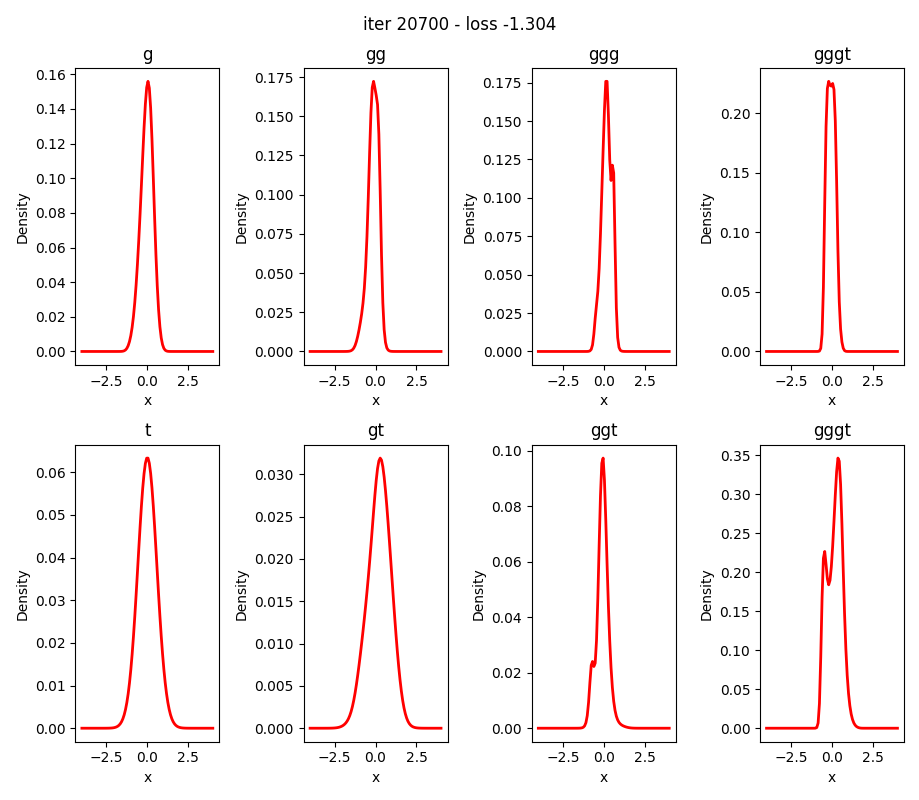 iter 20700 - loss -1.304
g
gg
ggg
gggt
0.16
0.14
0.12
0.10
0.08
0.06
0.04
0.02
0.00
Density
−2.5 0.0 2.5
x
0.175
0.150
0.125
0.100
0.075
0.050
0.025
0.000
Density
−2.5 0.0 2.5
x
0.175
0.150
0.125
0.100
0.075
0.050
0.025
0.000
Density
−2.5 0.0 2.5
x
0.20
0.15
0.10
0.05
0.00
Density
−2.5 0.0 2.5
x
t
gt
ggt
gggt
0.06
0.05
0.04
0.03
0.02
0.01
0.00
Density
−2.5 0.0 2.5
x
0.030
0.025
0.020
0.015
0.010
0.005
0.000
Density
−2.5 0.0 2.5
x
0.10
0.08
0.06
0.04
0.02
0.00
Density
−2.5 0.0 2.5
x
0.35
0.30
0.25
0.20
0.15
0.10
0.05
0.00
Density
−2.5 0.0 2.5
x